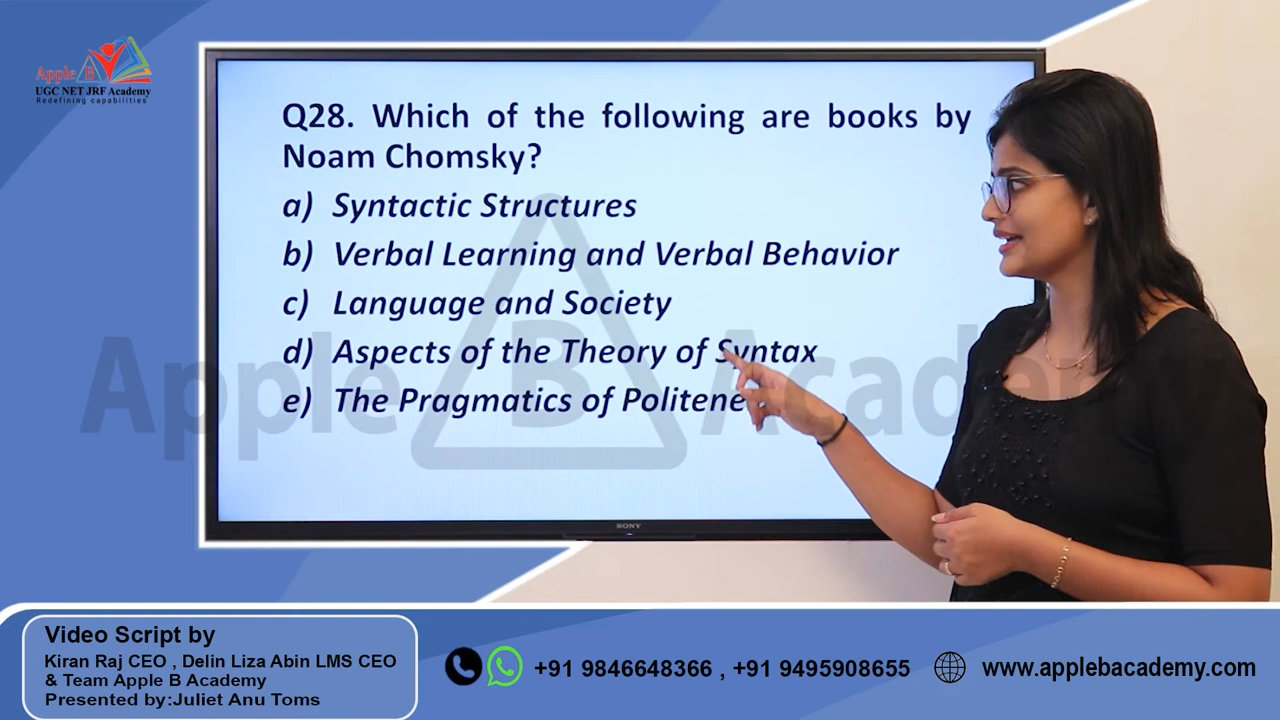 Apple B
UGC NET JRF Academy
Redefining capabilities
Q28. Which of the following are books by
Noam Chomsky?
a) Syntactic Structures
b) Verbal Learning and Verbal Behavior
c) Language and Society
d) Aspects of the Theory of Syntax
e) The Pragmatics of
Apple B Academy
SONY
Video Script by
Kiran Raj CEO , Delin Liza Abin LMS CEO
& Team Apple B Academy
Presented by:Juliet Anu Toms
+91 9846648366 , +91 9495908655
www.applebacademy.com